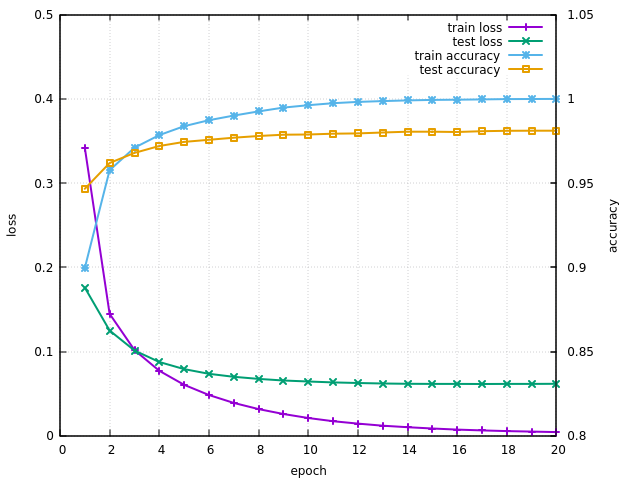 0.5
0.4
0.3
0.2
0.1
0
1.05
1
0.95
0.9
0.85
0.8
train loss
test loss
train accuracy
test accuracy
loss
accuracy
0 2 4 6 8 10 12 14 16 18 20
epoch